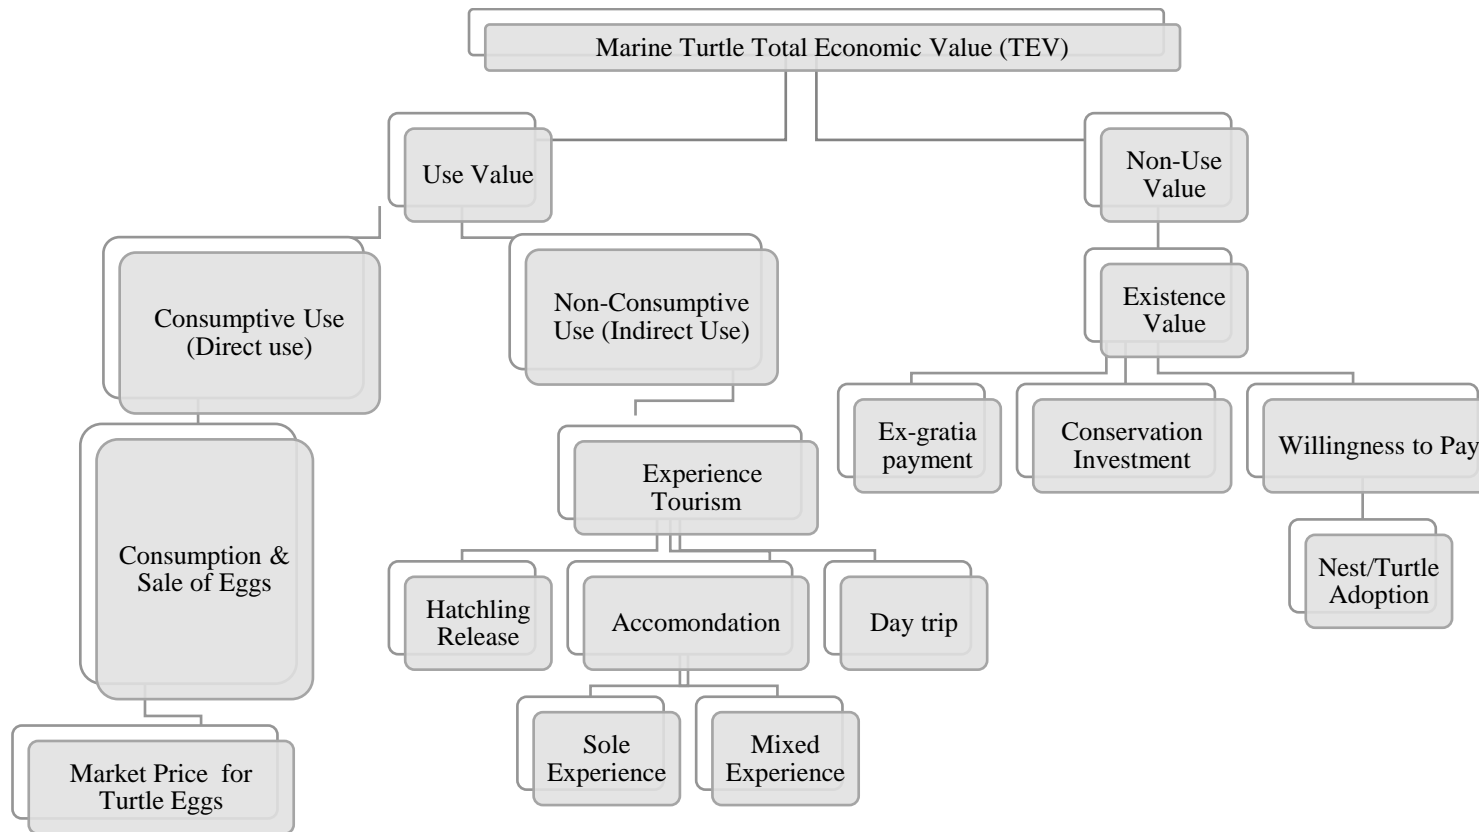 Marine Turtle Total Economic Value (TEV)
Use Value
Non-Use
Value
Consumptive Use
(Direct use)
Non-Consumptive
Use (Indirect Use)
Existence
Value
Consumption &
Sale of Eggs
Experience
Tourism
Ex-gratia
payment
Conservation
Investment
Willingness to Pay
Hatchling
Release
Accomondation
Day trip
Nest/Turtle
Adoption
Sole
Experience
Mixed
Experience
Market Price for
Turtle Eggs